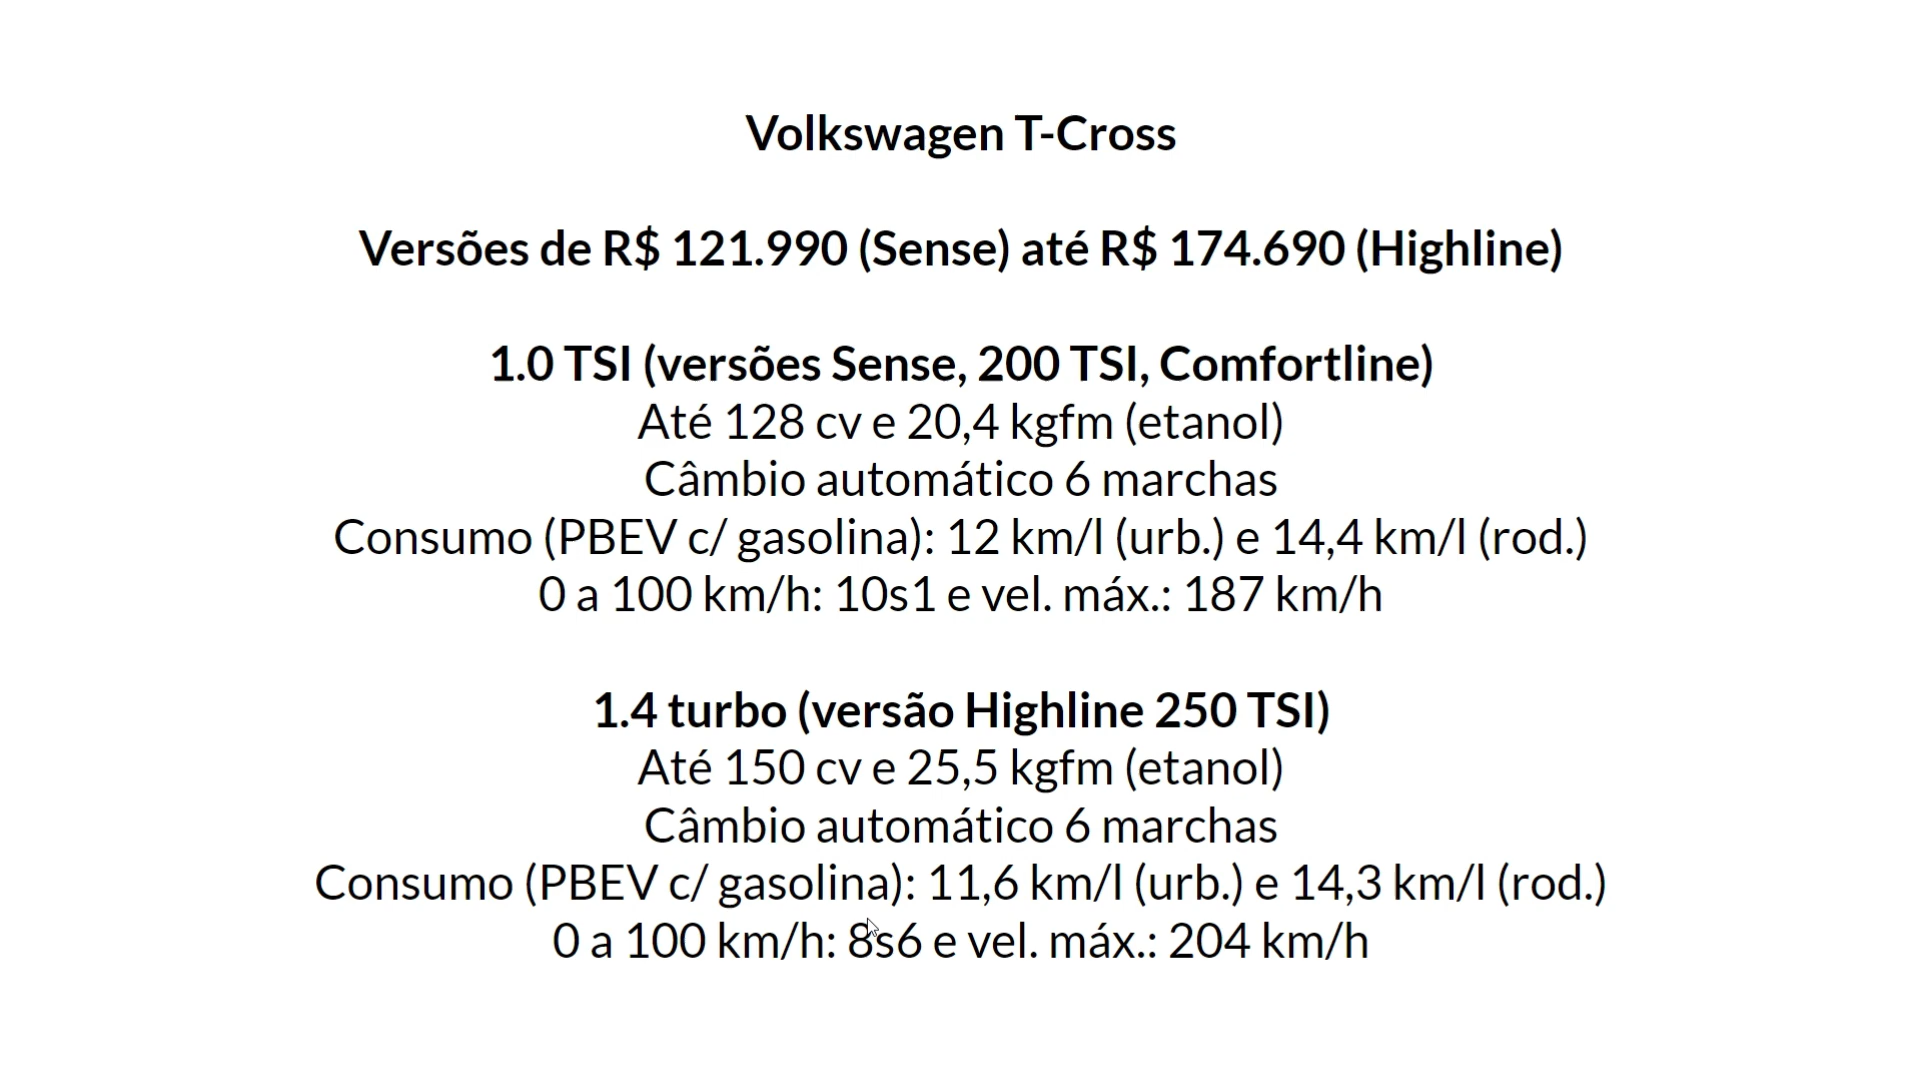 Volkswagen T-Cross
Versões de R$ 121.990 (Sense) até R$ 174.690 (Highline)
1.0 TSI (versões Sense, 200 TSI, Comfortline)
Até 128 cv e 20,4 kgfm (etanol)
Câmbio automático 6 marchas
Consumo (PBEV c/ gasolina): 12 km/l (urb.) e 14,4 km/l (rod.)
0 a 100 km/h: 10s1 e vel. máx.: 187 km/h
1.4 turbo (versão Highline 250 TSI)
Até 150 cv e 25,5 kgfm (etanol)
Câmbio automático 6 marchas
Consumo (PBEV c/ gasolina): 11,6 km/l (urb.) e 14,3 km/l (rod.)
0 a 100 km/h: 8s6 e vel. máx.: 204 km/h